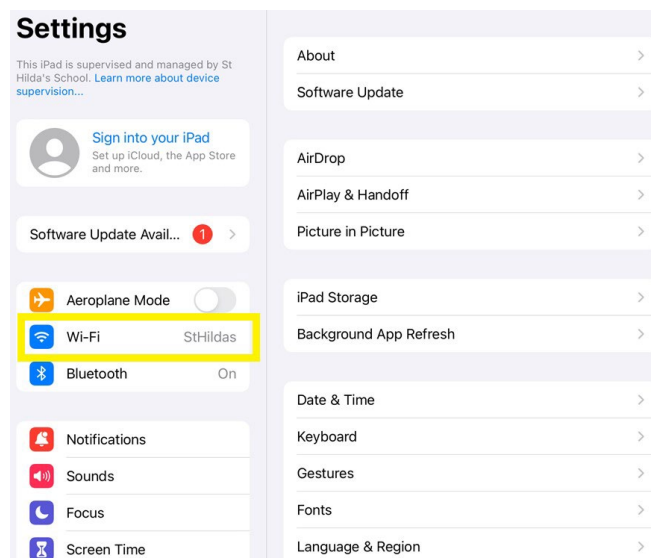 Settings
This iPad is supervised and managed by St
Hilda's School. Learn more about device
supervision...
Sign into your iPad
Set up iCloud, the App Store
and more.
Software Update Avail... 1
Aeroplane Mode
Wi-Fi StHildas
Bluetooth On
Notifications
Sounds
Focus
Screen Time
About
Software Update
AirDrop
AirPlay & Handoff
Picture in Picture
iPad Storage
Background App Refresh
Date & Time
Keyboard
Gestures
Fonts
Language & Region